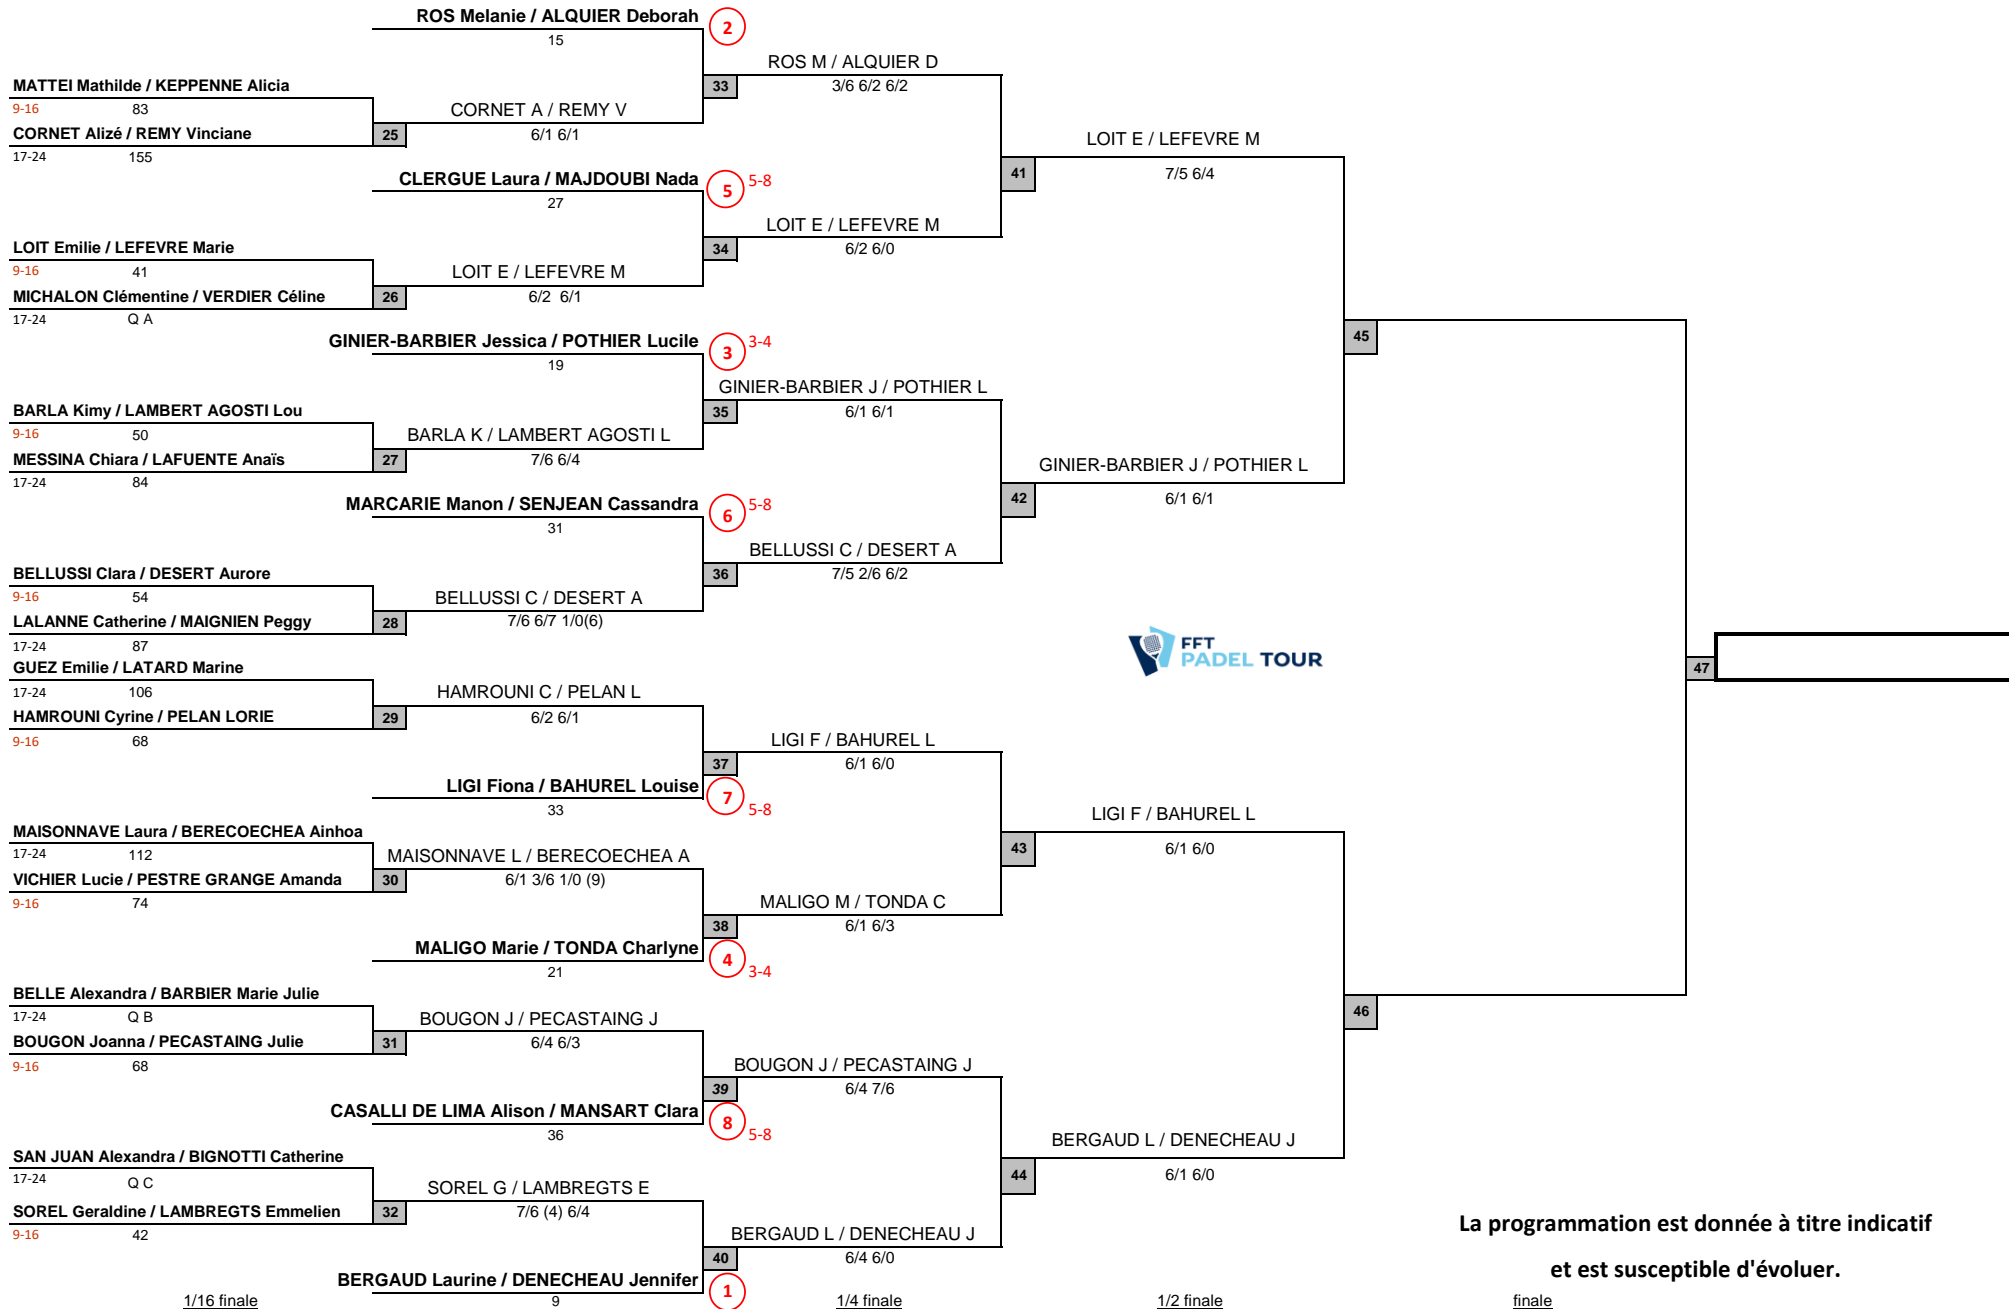 ROS Melanie / ALQUIER Deborah
2
15
ROS M / ALQUIER D
MATTEI Mathilde / KEPPENNE Alicia
33
3/6 6/2 6/2
9-16 83
CORNET A / REMY V
CORNET Alizé / REMY Vinciane
25
6/1 6/1
17-24 155
LOIT E / LEFEVRE M
CLERGUE Laura / MAJDOUBI Nada
5
5-8
41
7/5 6/4
27
LOIT E / LEFEVRE M
LOIT Emilie / LEFEVRE Marie
34
6/2 6/0
9-16 41
LOIT E / LEFEVRE M
MICHALON Clémentine / VERDIER Céline
26
6/2 6/1
17-24 Q A
GINIER-BARBIER Jessica / POTHIER Lucile
3
3-4
45
19
GINIER-BARBIER J / POTHIER L
BARLA Kimy / LAMBERT AGOSTI Lou
35
6/1 6/1
9-16 50
BARLA K / LAMBERT AGOSTI L
MESSINA Chiara / LAFUENTE Anaïs
27
7/6 6/4
GINIER-BARBIER J / POTHIER L
17-24 84
MARCARIE Manon / SENJEAN Cassandra
6
5-8
42
6/1 6/1
31
BELLUSSI C / DESERT A
BELLUSSI Clara / DESERT Aurore
36
7/5 2/6 6/2
9-16 54
BELLUSSI C / DESERT A
LALANNE Catherine / MAIGNIEN Peggy
28
7/6 6/7 1/0(6)
17-24 87
FFT
PADEL TOUR
GUEZ Emilie / LATARD Marine
47
17-24 106
HAMROUNI C / PELAN L
HAMROUNI Cyrine / PELAN LORIE
29
6/2 6/1
9-16 68
LIGI F / BAHUREL L
37
6/1 6/0
LIGI Fiona / BAHUREL Louise
7
5-8
33
LIGI F / BAHUREL L
MAISONNAVE Laura / BERECOECHEA Ainhoa
43
6/1 6/0
17-24 112
MAISONNAVE L / BERECOECHEA A
VICHIER Lucie / PESTRE GRANGE Amanda
30
6/1 3/6 1/0 (9)
9-16 74
MALIGO M / TONDA C
38
6/1 6/3
MALIGO Marie / TONDA Charlyne
4
3-4
21
BELLE Alexandra / BARBIER Marie Julie
46
17-24 Q B
BOUGON J / PECASTAING J
BOUGON Joanna / PECASTAING Julie
31
6/4 6/3
9-16 68
BOUGON J / PECASTAING J
39
6/4 7/6
CASALLI DE LIMA Alison / MANSART Clara
8
5-8
36
BERGAUD L / DENECHEAU J
SAN JUAN Alexandra / BIGNOTTI Catherine
44
6/1 6/0
17-24 Q C
SOREL G / LAMBREGTS E
SOREL Geraldine / LAMBREGTS Emmelien
32
7/6 (4) 6/4
9-16 42
BERGAUD L / DENECHEAU J
La programmation est donnée à titre indicatif
40
6/4 6/0
et est susceptible d'évoluer.
BERGAUD Laurine / DENECHEAU Jennifer
1
1/16 finale
9
1/4 finale
1/2 finale
finale